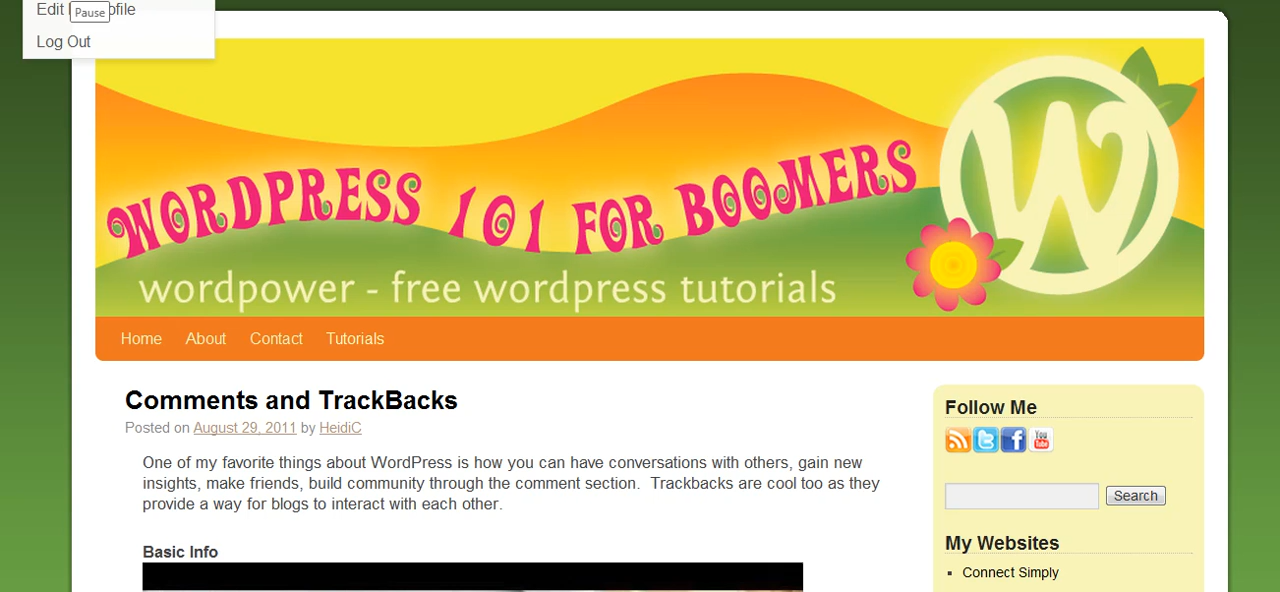 Edit ofile
Pause
Log Out
WORDPRESS 101 FOR BOOMERS
W
wordpower - free wordpress tutorials
Home About Contact Tutorials
Comments and TrackBacks
Posted on August 29, 2011 by HeidiC
One of my favorite things about WordPress is how you can have conversations with others, gain new
insights, make friends, build community through the comment section. Trackbacks are cool too as they
provide a way for blogs to interact with each other.
Basic Info
Follow Me
You
Search
My Websites
Connect Simply